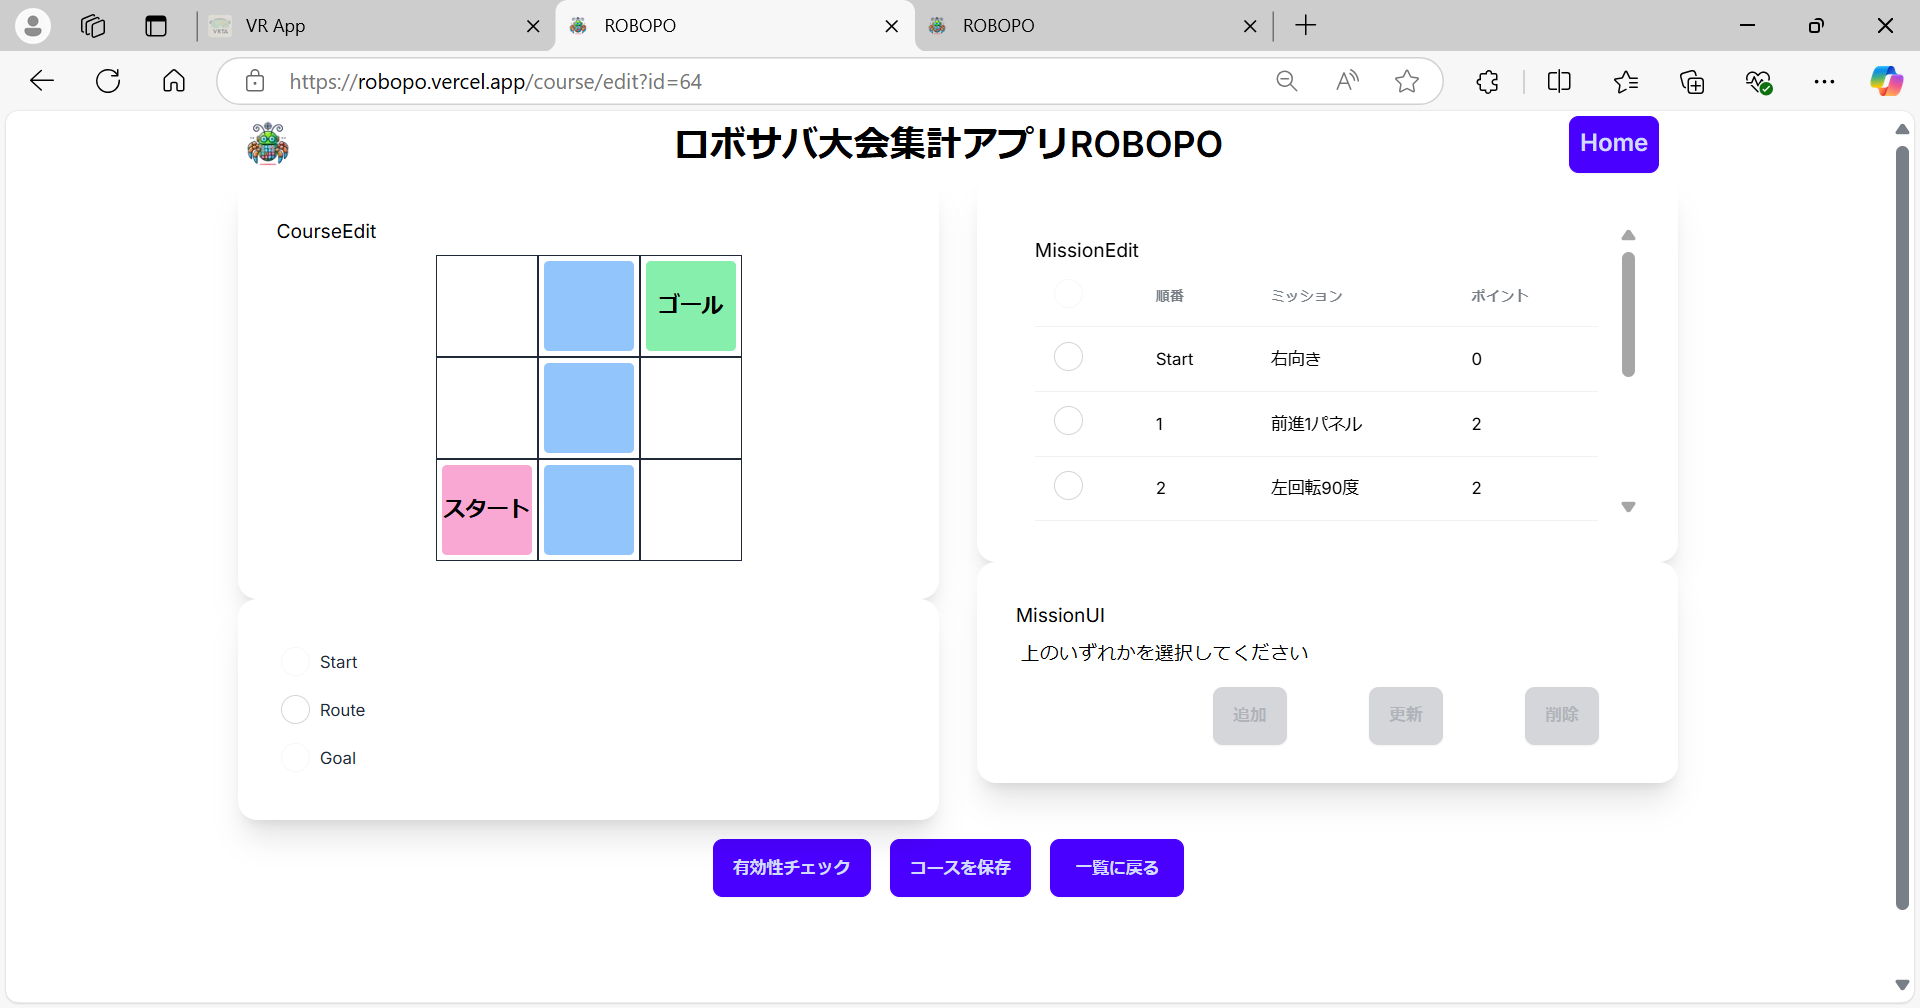 VR App
ROBOPO
ROBOPO
https://robopo.vercel.app/course/edit?id=64
ロボサバ大会集計アプリROBOPO
Home
CourseEdit
ゴール
スタート
Start
Route
Goal
MissionEdit
順番 ミッション ポイント
Start 右向き 0
1 前進1パネル 2
2 左回転90度 2
MissionUI
上のいずれかを選択してください
追加 更新 削除
有効性チェック コースを保存 一覧に戻る